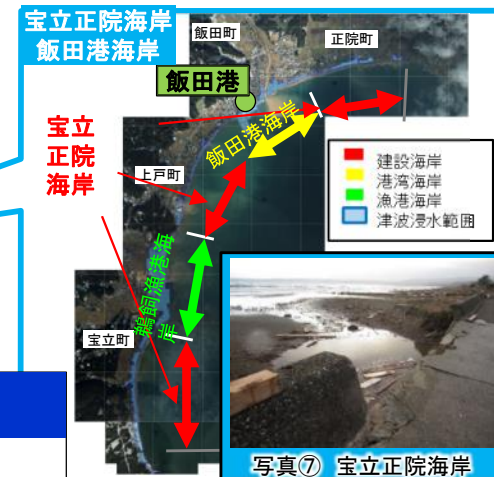 宝立正院海岸
飯田港海岸
飯田町
正院町
飯田港
宝立
正院
海岸
飯田港海岸
上戸町
建設海岸
港湾海岸
漁港海岸
津波浸水範囲
鵜飼漁港海
岸
宝立町
写真⑦ 宝立正院海岸